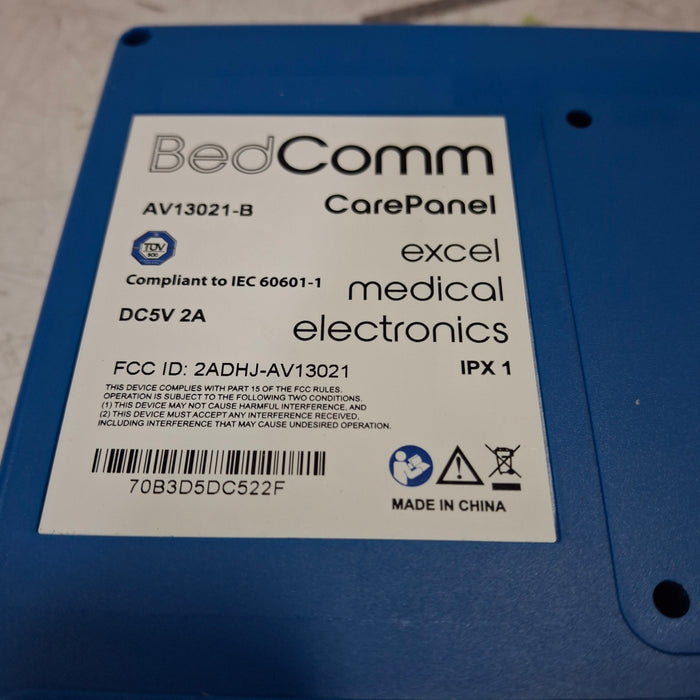 BedComm
AV13021-B
CarePanel
TÜV
SÜD
excel
Compliant to IEC 60601-1
medical
DC5V 2A
electronics
FCC ID: 2ADHJ-AV13021
IPX 1
THIS DEVICE COMPLIES WITH PART 15 OF THE FCC RULES.
OPERATION IS SUBJECT TO THE FOLLOWING TWO CONDITIONS.
(1) THIS DEVICE MAY NOT CAUSE HARMFUL INTERFERENCE, AND
(2) THIS DEVICE MUST ACCEPT ANY INTERFERENCE RECEIVED,
INCLUDING INTERFERENCE THAT MAY CAUSE UNDESIRED OPERATION.
70B3D5DC522F
MADE IN CHINA